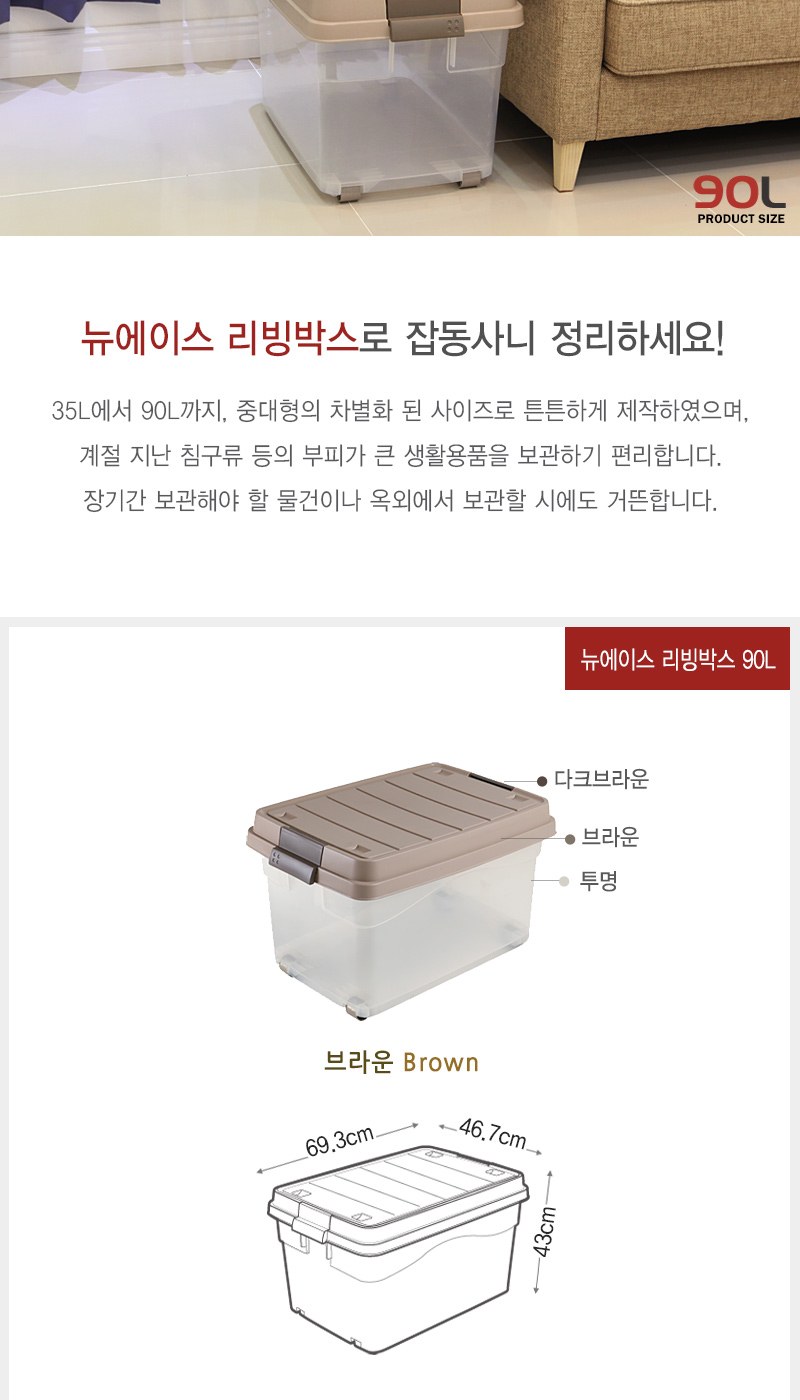 90L
PRODUCT SIZE
뉴에이스 리빙박스로 잡동사니 정리하세요!
35L에서 90L까지, 중대형의 차별화 된 사이즈로 튼튼하게 제작하였으며,
계절 지난 침구류 등의 부피가 큰 생활용품을 보관하기 편리합니다.
장기간 보관해야 할 물건이나 옥외에서 보관할 시에도 거뜬합니다.
뉴에이스 리빙박스 90L
다크브라운
브라운
투명
브라운 Brown
69.3cm
46.7cm
43cm